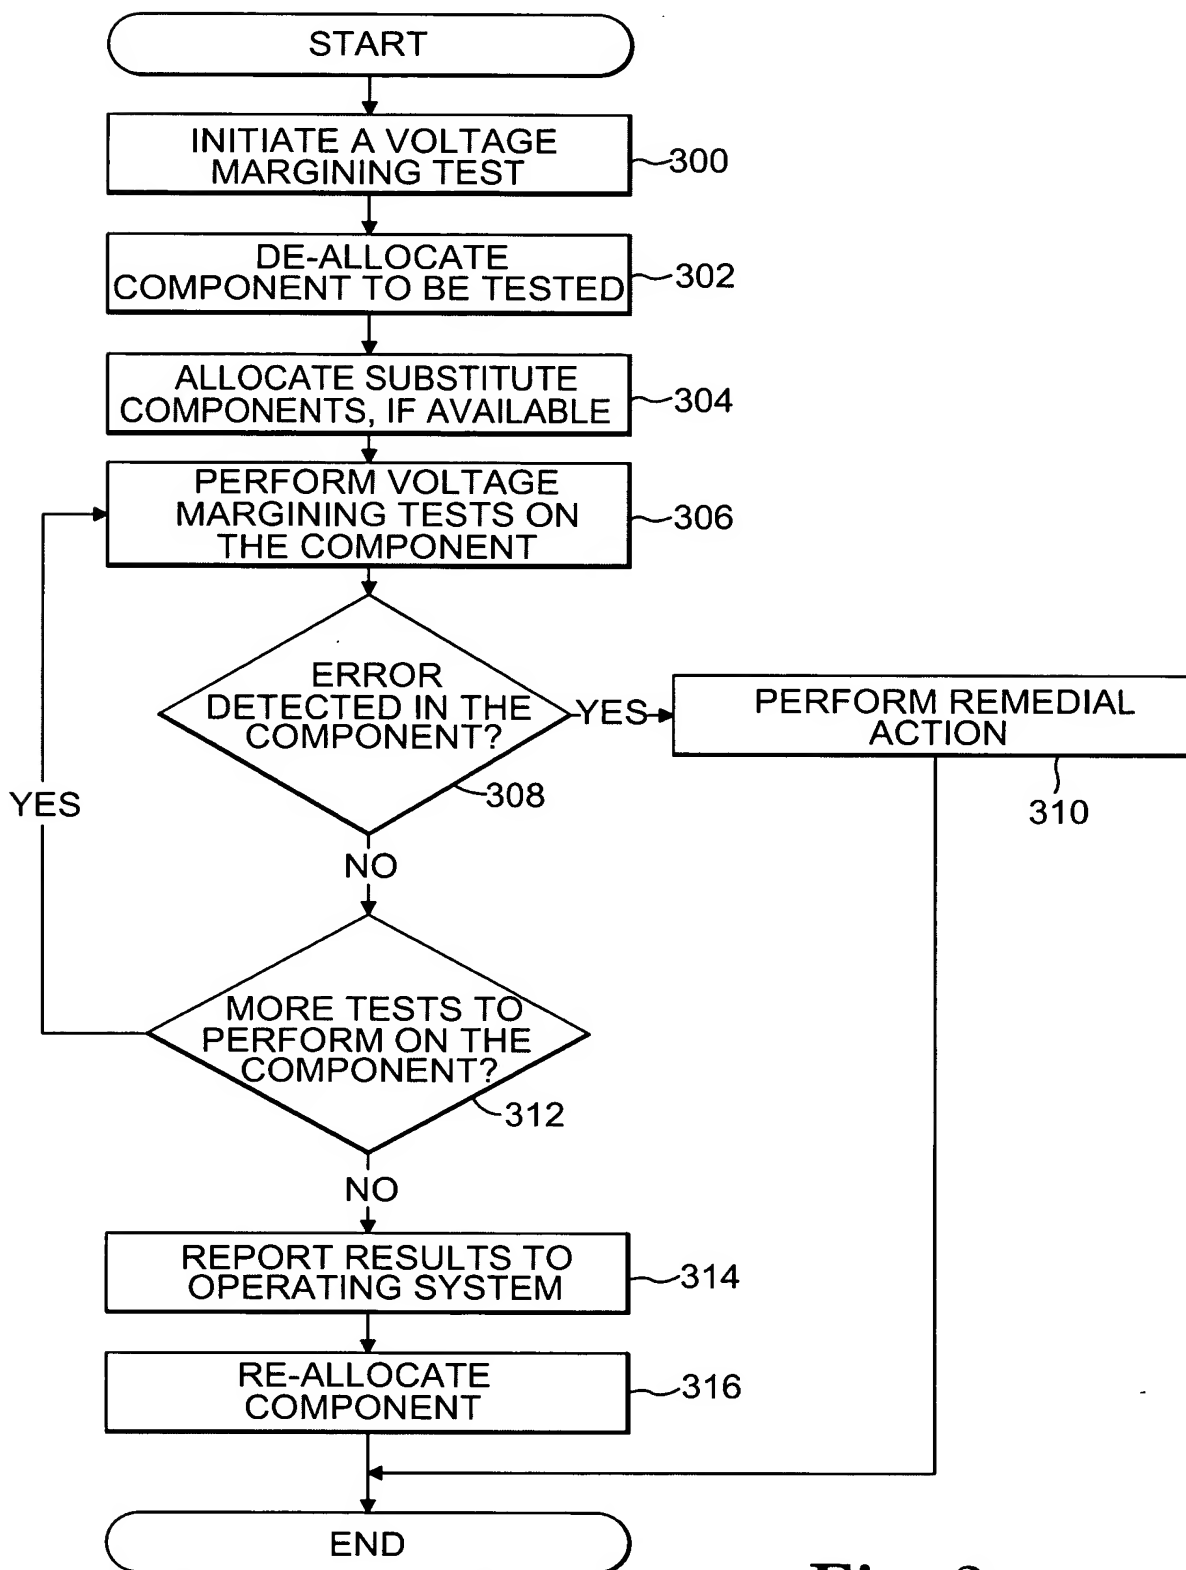 START
INITIATE A VOLTAGE
MARGINING TEST
300
DE-ALLOCATE
COMPONENT TO BE TESTED
302
ALLOCATE SUBSTITUTE
COMPONENTS, IF AVAILABLE
304
PERFORM VOLTAGE
MARGINING TESTS ON
THE COMPONENT
306
ERROR
DETECTED IN THE
COMPONENT?
308
YES
PERFORM REMEDIAL
ACTION
310
YES
NO
MORE TESTS TO
PERFORM ON THE
COMPONENT?
312
NO
REPORT RESULTS TO
OPERATING SYSTEM
314
RE-ALLOCATE
COMPONENT
316
END